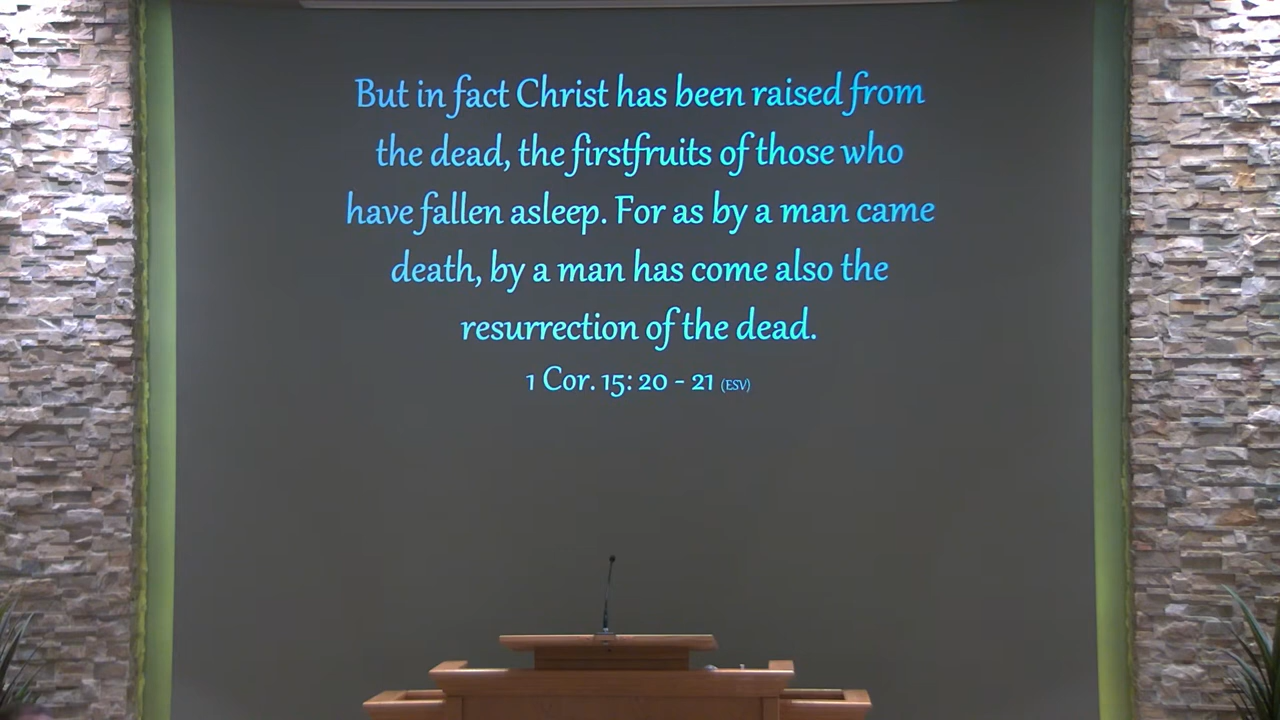 But in fact Christ has been raised from
the dead, the firstfruits of those who
have fallen asleep. For as by a man came
death, by a man has come also the
resurrection of the dead.
1 Cor. 15: 20 - 21 (ESV)